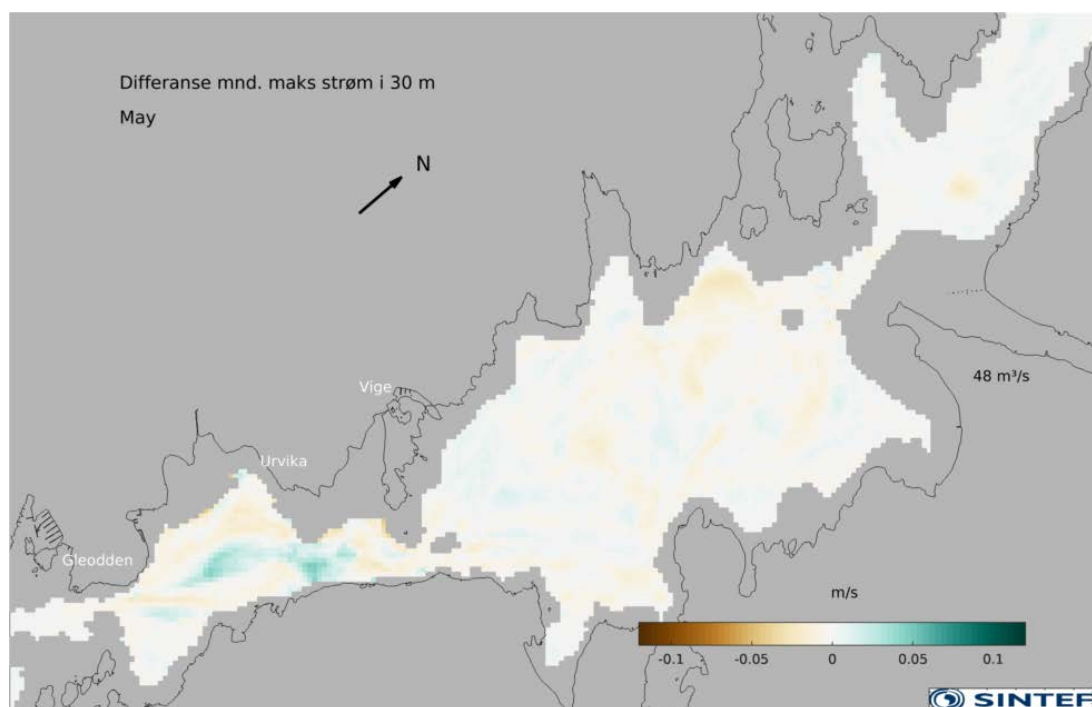 Differanse mnd. maks strøm i 30 m
May
N
Vige
48 m³/s
Urvika
Gleodden
m/s
-0.1 -0.05 0 0.05 0.1
SINTEF